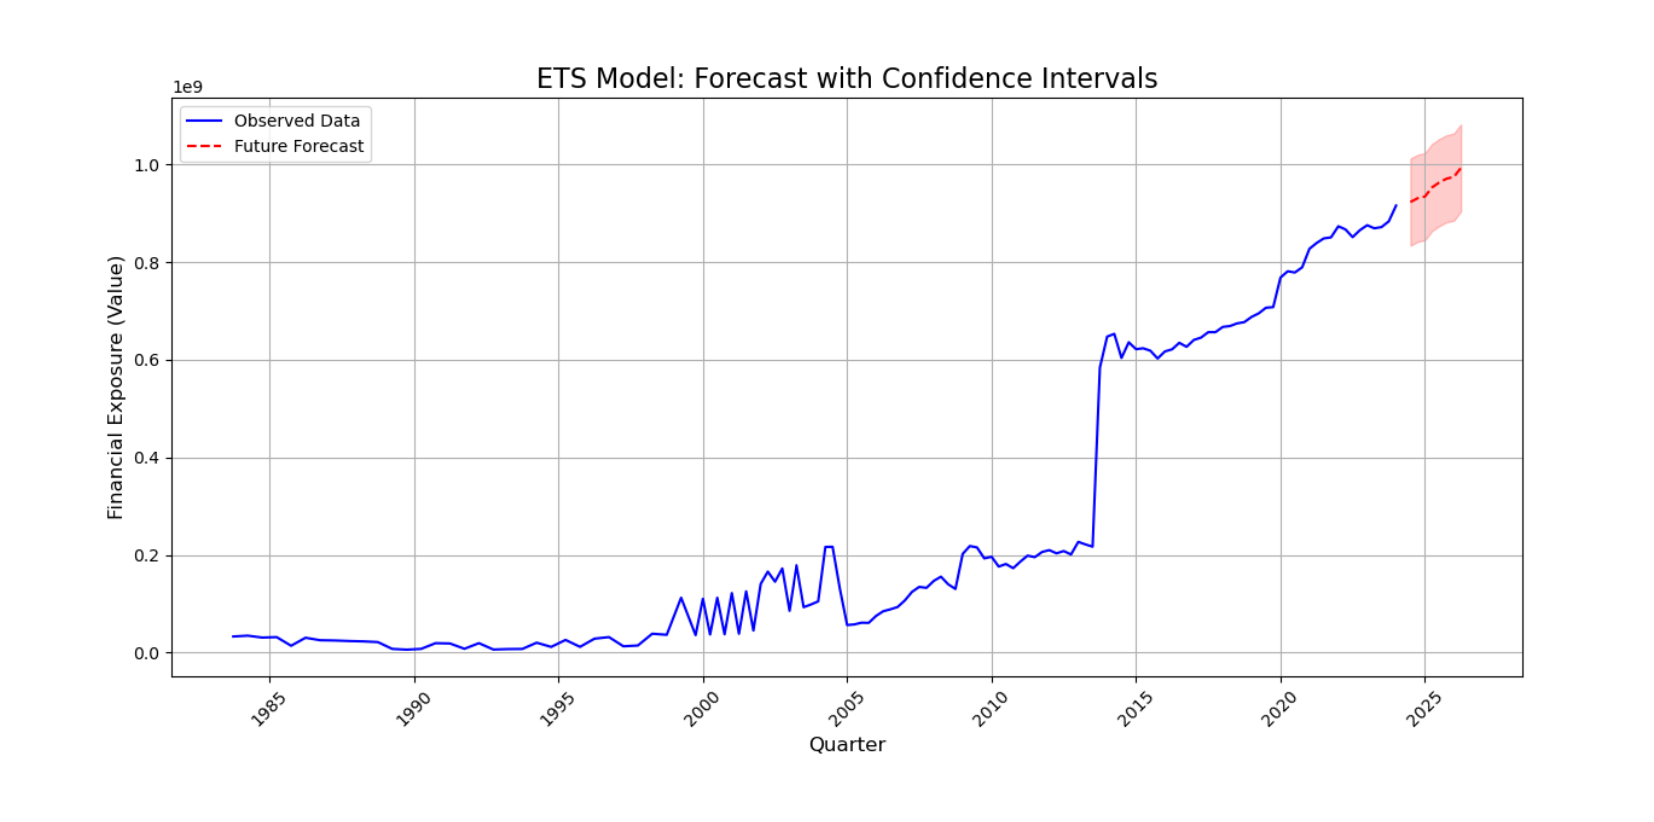 ETS Model: Forecast with Confidence Intervals
1e9
Observed Data
Future Forecast
1.0
0.8
0.6
0.4
0.2
0.0
Financial Exposure (Value)
1985
1990
1995
2000
2005
2010
2015
2020
2025
Quarter